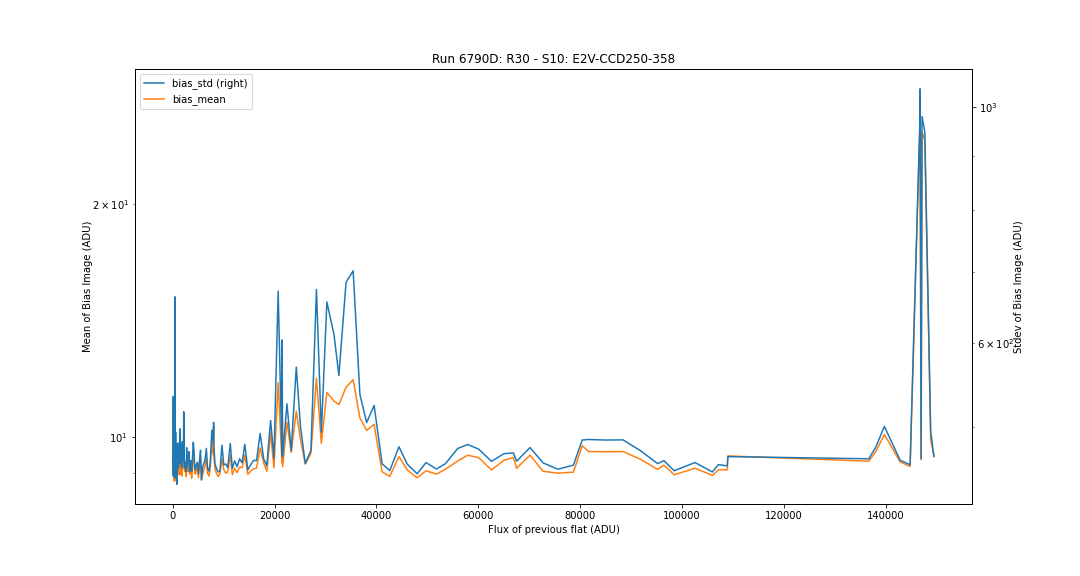 Run 6790D: R30 - S10: E2V-CCD250-358
bias_std (right)
bias_mean
Mean of Bias Image (ADU)
2 × 10¹
10¹
10³
6 × 10²
Stdev of Bias Image (ADU)
0 20000 40000 60000 80000 100000 120000 140000
Flux of previous flat (ADU)